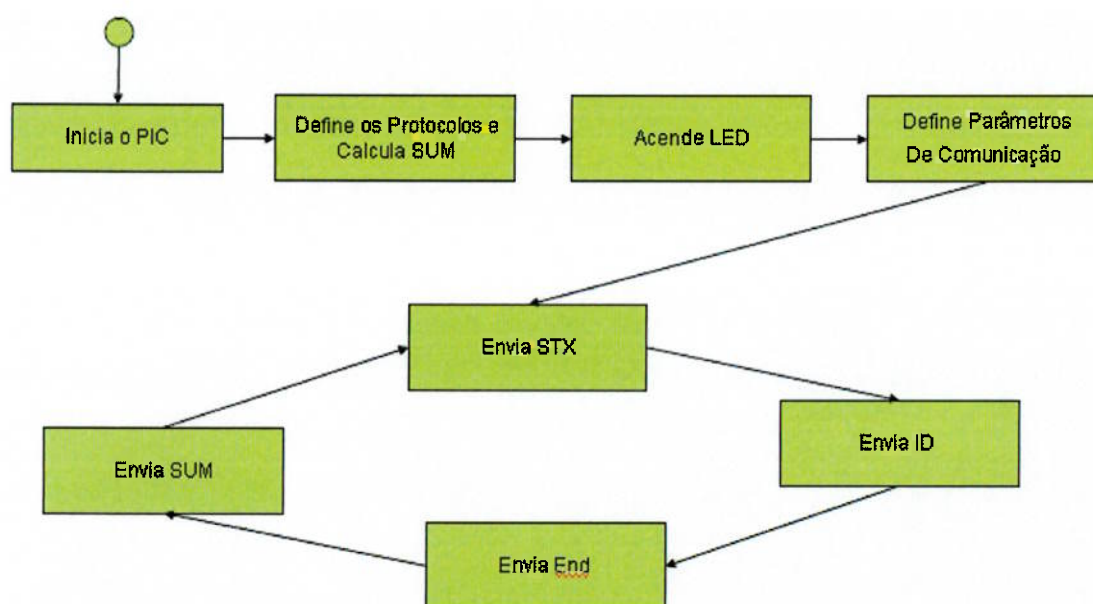 Inicia o PIC
Define os Protocolos e
Calcula SUM
Acende LED
Define Parâmetros
De Comunicação
Envia STX
Envia ID
Envia SUM
Envia End